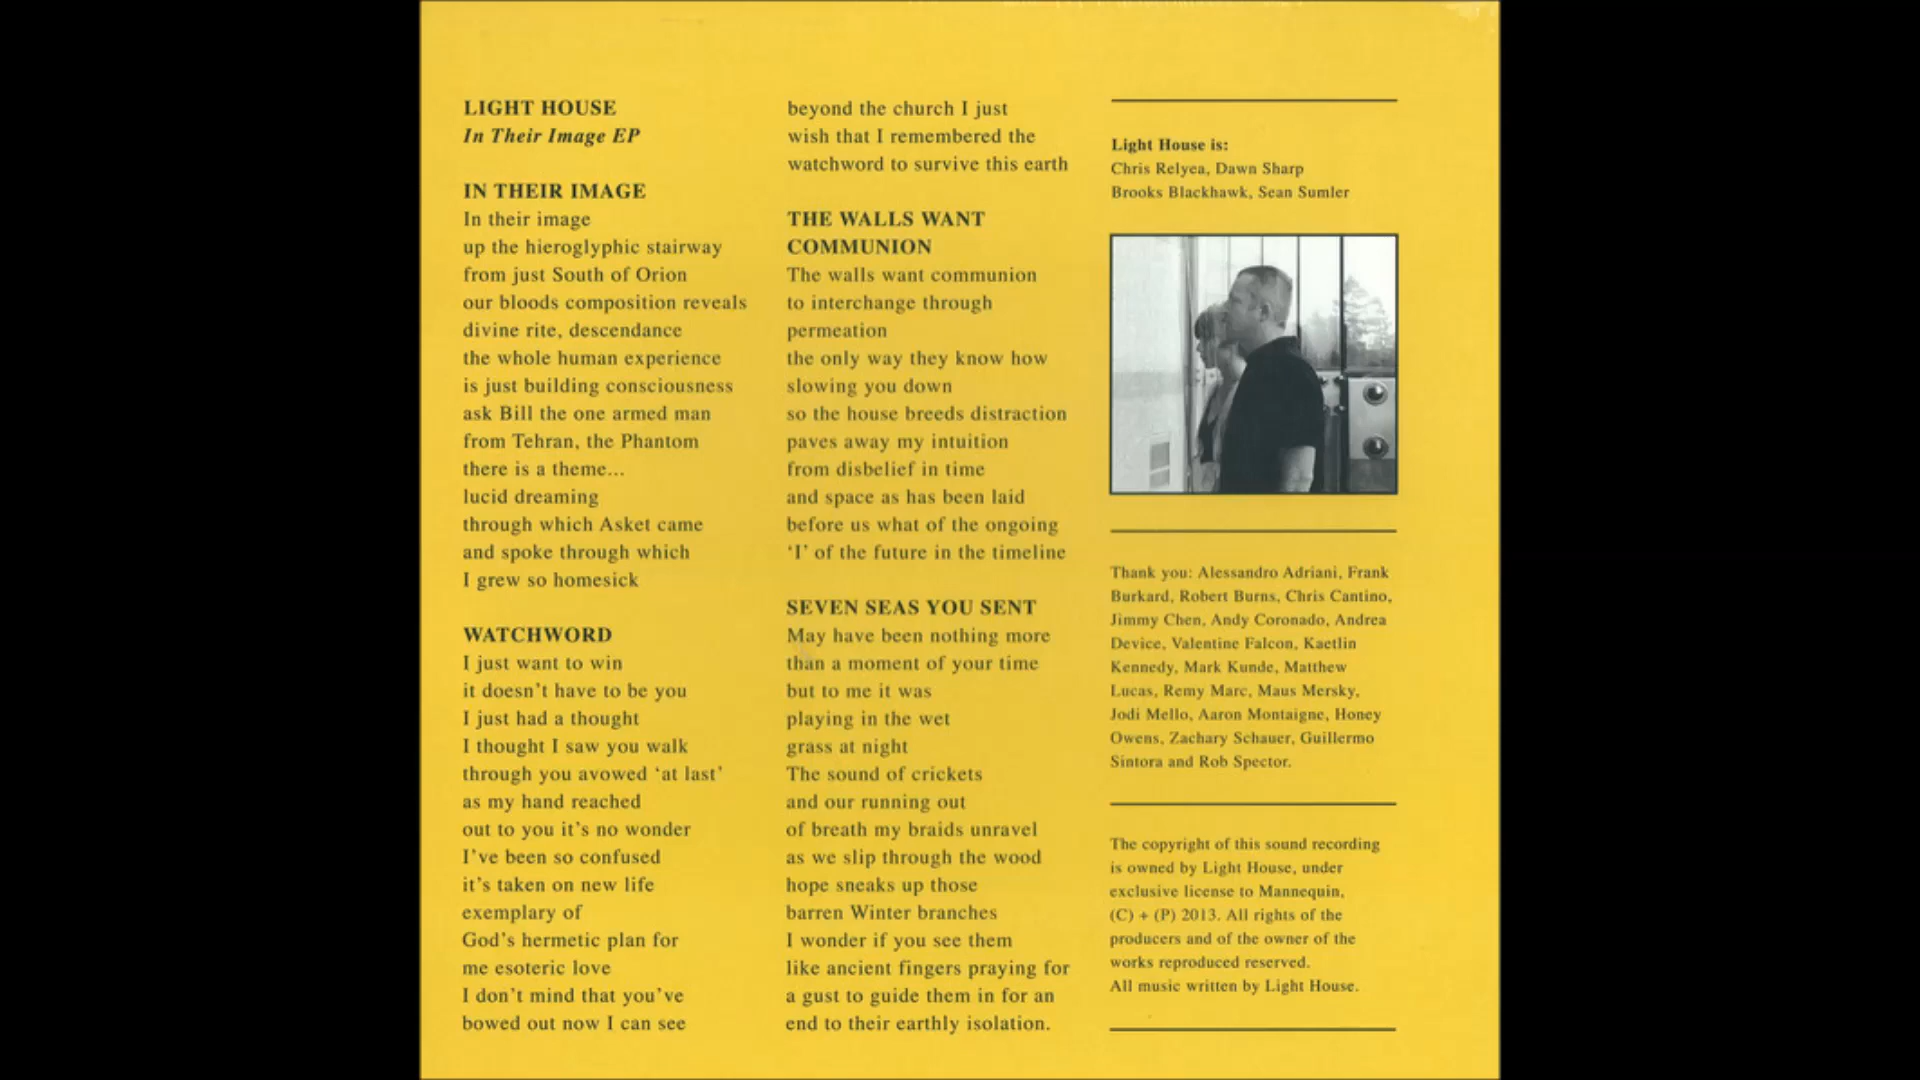 LIGHT HOUSE
In Their Image EP
IN THEIR IMAGE
In their image
up the hieroglyphic stairway
from just South of Orion
our bloods composition reveals
divine rite, descendance
the whole human experience
is just building consciousness
ask Bill the one armed man
from Tehran, the Phantom
there is a theme...
lucid dreaming
through which Asket came
and spoke through which
I grew so homesick
WATCHWORD
I just want to win
it doesn't have to be you
I just had a thought
I thought I saw you walk
through you avowed ‘at last’
as my hand reached
out to you it's no wonder
I've been so confused
it's taken on new life
exemplary of
God's hermetic plan for
me esoteric love
I don't mind that you've
bowed out now I can see
beyond the church I just
wish that I remembered the
watchword to survive this earth
THE WALLS WANT
COMMUNION
The walls want communion
to interchange through
permeation
the only way they know how
slowing you down
so the house breeds distraction
paves away my intuition
from disbelief in time
and space as has been laid
before us what of the ongoing
‘I’ of the future in the timeline
SEVEN SEAS YOU SENT
May have been nothing more
than a moment of your time
but to me it was
playing in the wet
grass at night
The sound of crickets
and our running out
of breath my braids unravel
as we slip through the wood
hope sneaks up those
barren Winter branches
I wonder if you see them
like ancient fingers praying for
a gust to guide them in for an
end to their earthly isolation.
Light House is:
Chris Relyea, Dawn Sharp
Brooks Blackhawk, Sean Sumler
Thank you: Alessandro Adriani, Frank
Burkard, Robert Burns, Chris Cantino,
Jimmy Chen, Andy Coronado, Andrea
Device, Valentine Falcon, Kaetlin
Kennedy, Mark Kunde, Matthew
Lucas, Remy Marc, Maus Mersky,
Jodi Mello, Aaron Montaigne, Honey
Owens, Zachary Schauer, Guillermo
Sintora and Rob Spector.
The copyright of this sound recording
is owned by Light House, under
exclusive license to Mannequin,
(C) + (P) 2013. All rights of the
producers and of the owner of the
works reproduced reserved.
All music written by Light House.